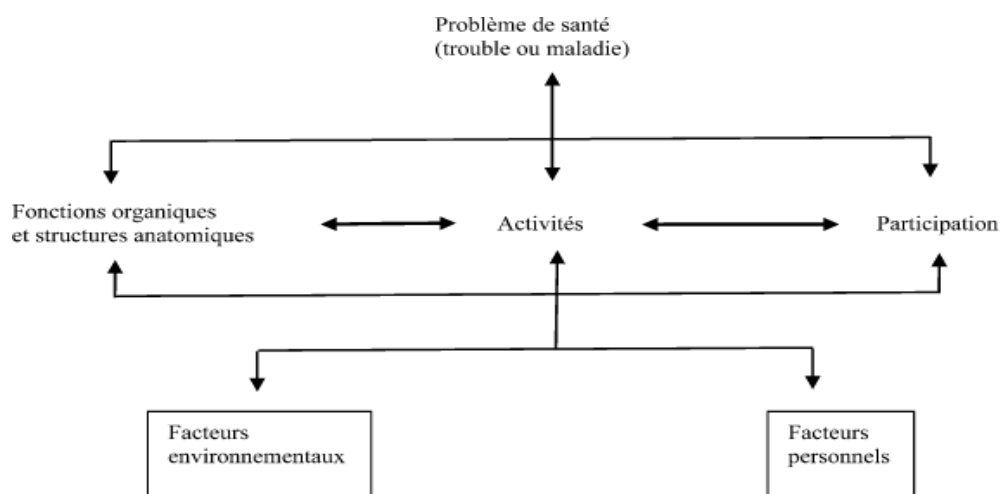 Problème de santé
(trouble ou maladie)
Fonctions organiques
et structures anatomiques
Activités
Participation
Facteurs
environnementaux
Facteurs
personnels